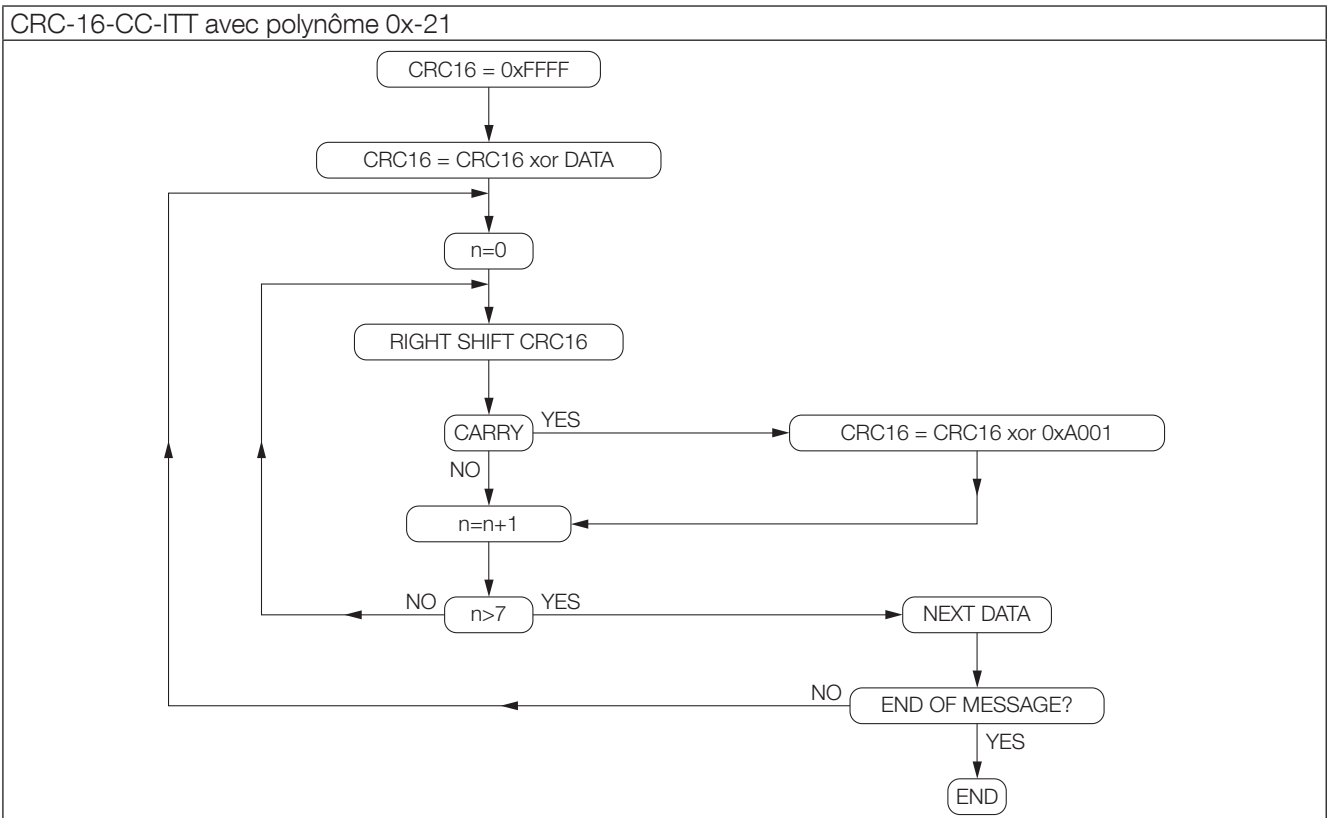 CRC-16-CC-ITT avec polynôme 0x-21
CRC16 = 0xFFFF
CRC16 = CRC16 xor DATA
n=0
RIGHT SHIFT CRC16
CARRY
YES
CRC16 = CRC16 xor 0xA001
NO
n=n+1
NO
n>7
YES
NEXT DATA
NO
END OF MESSAGE?
YES
END